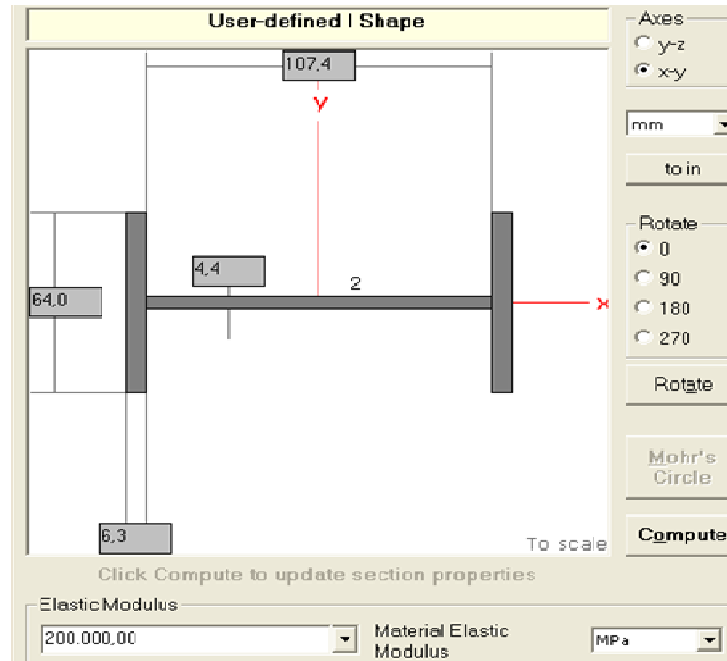 User-defined I Shape
Axes
y-z
x-y
107,4
Y
mm
to in
Rotate
0
90
180
270
4,4
2
64,0
x
Rotate
Mohr's
Circle
6,3
To scale
Compute
Click Compute to update section properties
Elastic Modulus
200.000,00
Material Elastic
Modulus
MPa